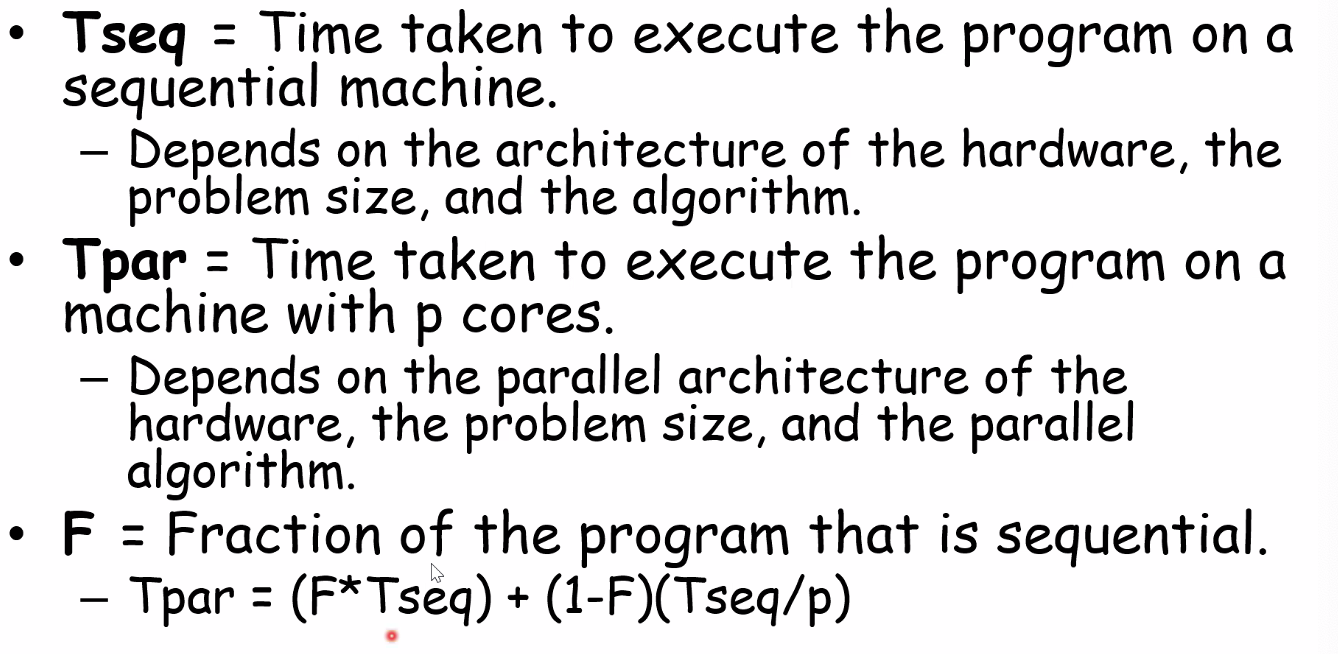 • Tseq = Time taken to execute the program on a
sequential machine.
– Depends on the architecture of the hardware, the
problem size, and the algorithm.
• Tpar = Time taken to execute the program on a
machine with p cores.
– Depends on the parallel architecture of the
hardware, the problem size, and the parallel
algorithm.
• F = Fraction of the program that is sequential.
– Tpar = (F*Tseq) + (1-F)(Tseq/p)